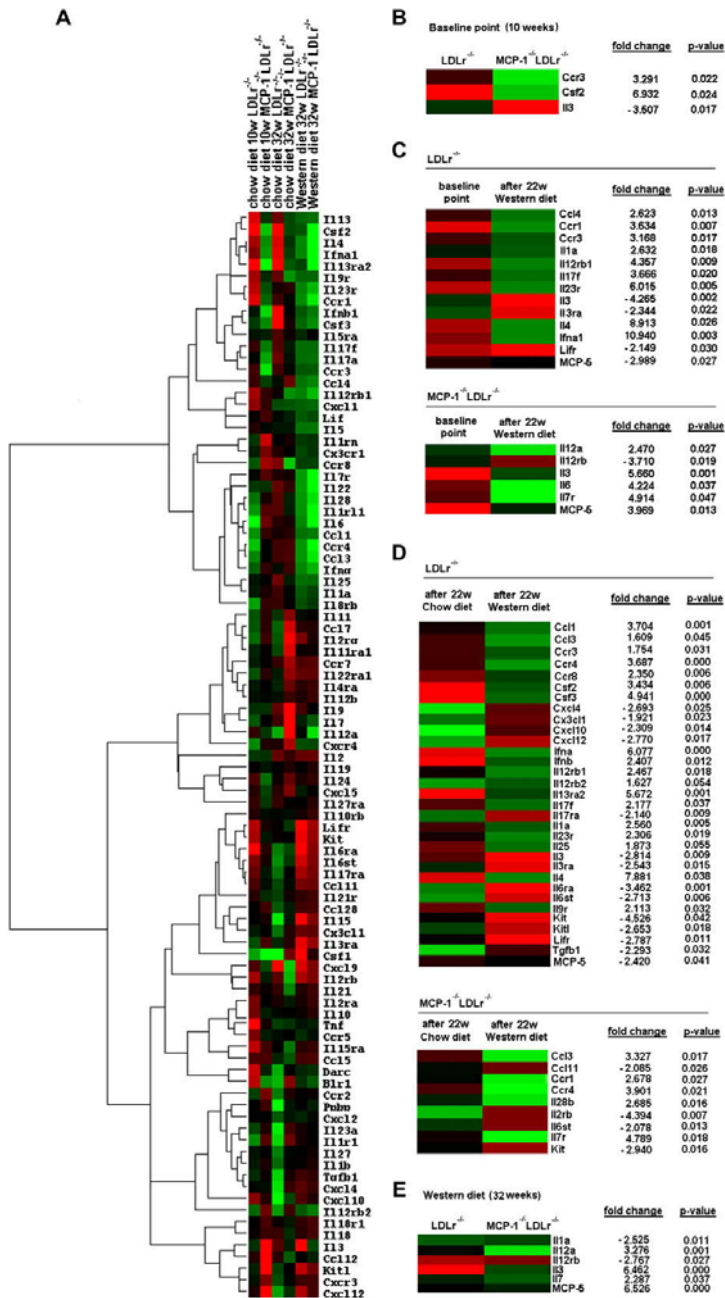 A
chow diet 10w LDLr-/-
chow diet 10w MCP-1 LDLr-/-
chow diet 32w LDLr-/-
chow diet 32w MCP-1 LDLr-/-
Western diet 32w LDLr-/-
Western diet 32w MCP-1 LDLr-/-
Il13
Csf2
Il4
Ifna1
Il13ra2
Il9r
Il23r
Ccr1
Ifnb1
Csf3
Il5ra
Il17f
Il17a
Ccr3
Ccl4
Il12rb1
Cxcl1
Lif
Il5
Il1rn
Cx3cr1
Ccr8
Il7r
Il22
Il28
Il1rl1
Il6
Ccl1
Ccr4
Ccl3
Ifnα
Il25
Il1a
Il8rb
Il11
Ccl7
Il2rα
Il11ra1
Ccr7
Il22ra1
Il4ra
Il12b
Il9
Il7
Il12a
Cxcr4
Il2
Il19
Il24
Cxcl5
Il27ra
Il10rb
Lifr
Kit
Il6ra
Il6st
Il17ra
Ccl11
Il21r
Ccl28
Il15
Cx3cl1
Il3ra
Csf1
Cxcl9
Il2rb
Il21
Il2ra
Il10
Tnf
Ccr5
Il15ra
Ccl5
Darc
Blr1
Ccr2
Cxcl2
Il23a
Il1r1
Il27
Il1b
Cxcl4
Cxcl10
Il12rb2
Il18r1
Il18
Il3
Ccl12
Kitl
Cxcr3
Cxcl12
B
Baseline point (10 weeks)
LDLr-/- MCP-1-/-LDLr-/- fold change p-value
Ccr3 3.291 0.022
Csf2 6.932 0.024
Il3 -3.507 0.017
C
LDLr-/-
baseline point after 22w Western diet fold change p-value
Ccl4 2.623 0.013
Ccr1 3.634 0.007
Ccr3 3.168 0.017
Il1a 2.632 0.018
Il12rb1 4.357 0.009
Il17f 3.666 0.020
Il23r 6.015 0.005
Il3 -4.265 0.002
Il3ra -2.344 0.022
Il4 8.913 0.026
Ifna1 10.940 0.003
Lifr -2.149 0.030
MCP-5 -2.989 0.027
MCP-1-/-LDLr-/-
baseline point after 22w Western diet fold change p-value
Il12a 2.470 0.027
Il12rb -3.710 0.019
Il3 5.660 0.001
Il6 4.224 0.037
Il7r 4.914 0.047
MCP-5 3.969 0.013
D
LDLr-/-
after 22w Chow diet after 22w Western diet fold change p-value
Ccl1 3.704 0.001
Ccl3 1.609 0.045
Ccr3 1.754 0.031
Ccr4 3.687 0.000
Ccr8 2.350 0.006
Csf2 3.434 0.006
Csf3 4.941 0.000
Cxcl4 -2.693 0.025
Cx3cl1 -1.921 0.023
Cxcl10 -2.309 0.014
Cxcl12 -2.770 0.017
Ifna 6.077 0.000
Ifnb 2.407 0.012
Il12rb1 2.467 0.018
Il12rb2 1.627 0.054
Il13ra2 5.672 0.001
Il17f 2.177 0.037
Il17ra -2.140 0.009
Il1a 2.560 0.005
Il23r 2.306 0.019
Il25 1.873 0.055
Il3 -2.814 0.009
Il3ra -2.543 0.015
Il4 7.881 0.038
Il6ra -3.462 0.001
Il6st -2.713 0.006
Il9r 2.113 0.032
Kit -4.526 0.042
Kitl -2.653 0.018
Lifr -2.787 0.011
Tgfb1 -2.293 0.032
MCP-5 -2.420 0.041
MCP-1-/-LDLr-/-
after 22w Chow diet after 22w Western diet fold change p-value
Ccl3 3.327 0.017
Ccl11 -2.085 0.026
Ccr1 2.678 0.027
Ccr4 3.901 0.021
Il28b 2.685 0.016
Il2rb -4.394 0.007
Il6st -2.078 0.013
Il7r 4.789 0.018
Kit -2.940 0.016
E
Western diet (32weeks)
LDLr-/- MCP-1-/-LDLr-/- fold change p-value
Il1a -2.525 0.011
Il12a 3.276 0.001
Il12rb -2.767 0.027
Il3 6.462 0.000
Il7 2.287 0.037
MCP-5 6.526 0.000